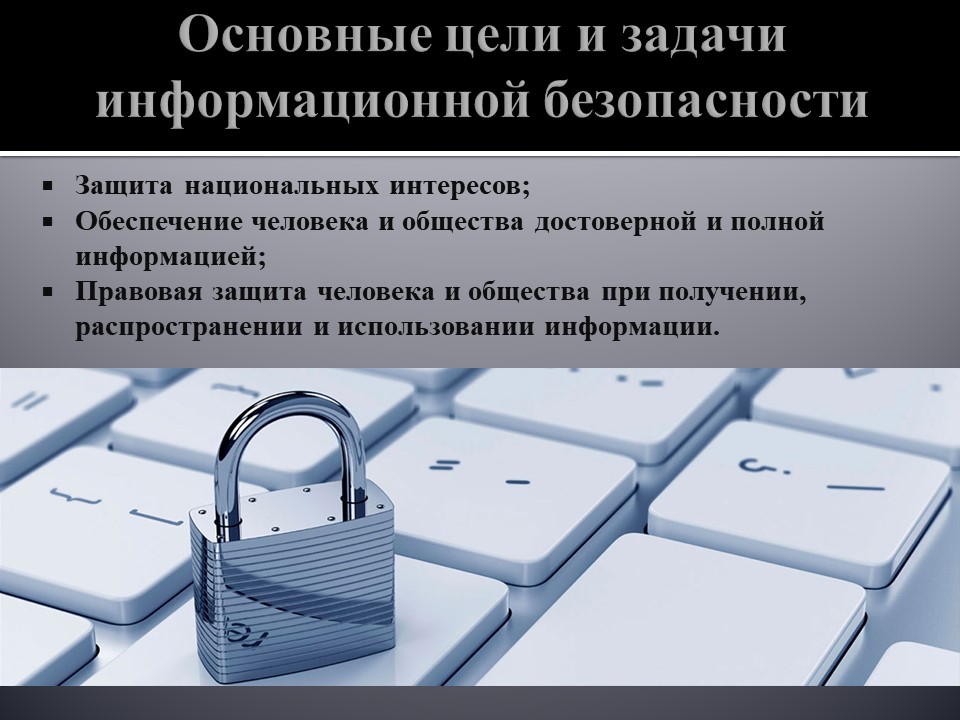 Основные цели и задачи
информационной безопасности
▪ Защита национальных интересов;
▪ Обеспечение человека и общества достоверной и полной
информацией;
▪ Правовая защита человека и общества при получении,
распространении и использовании информации.